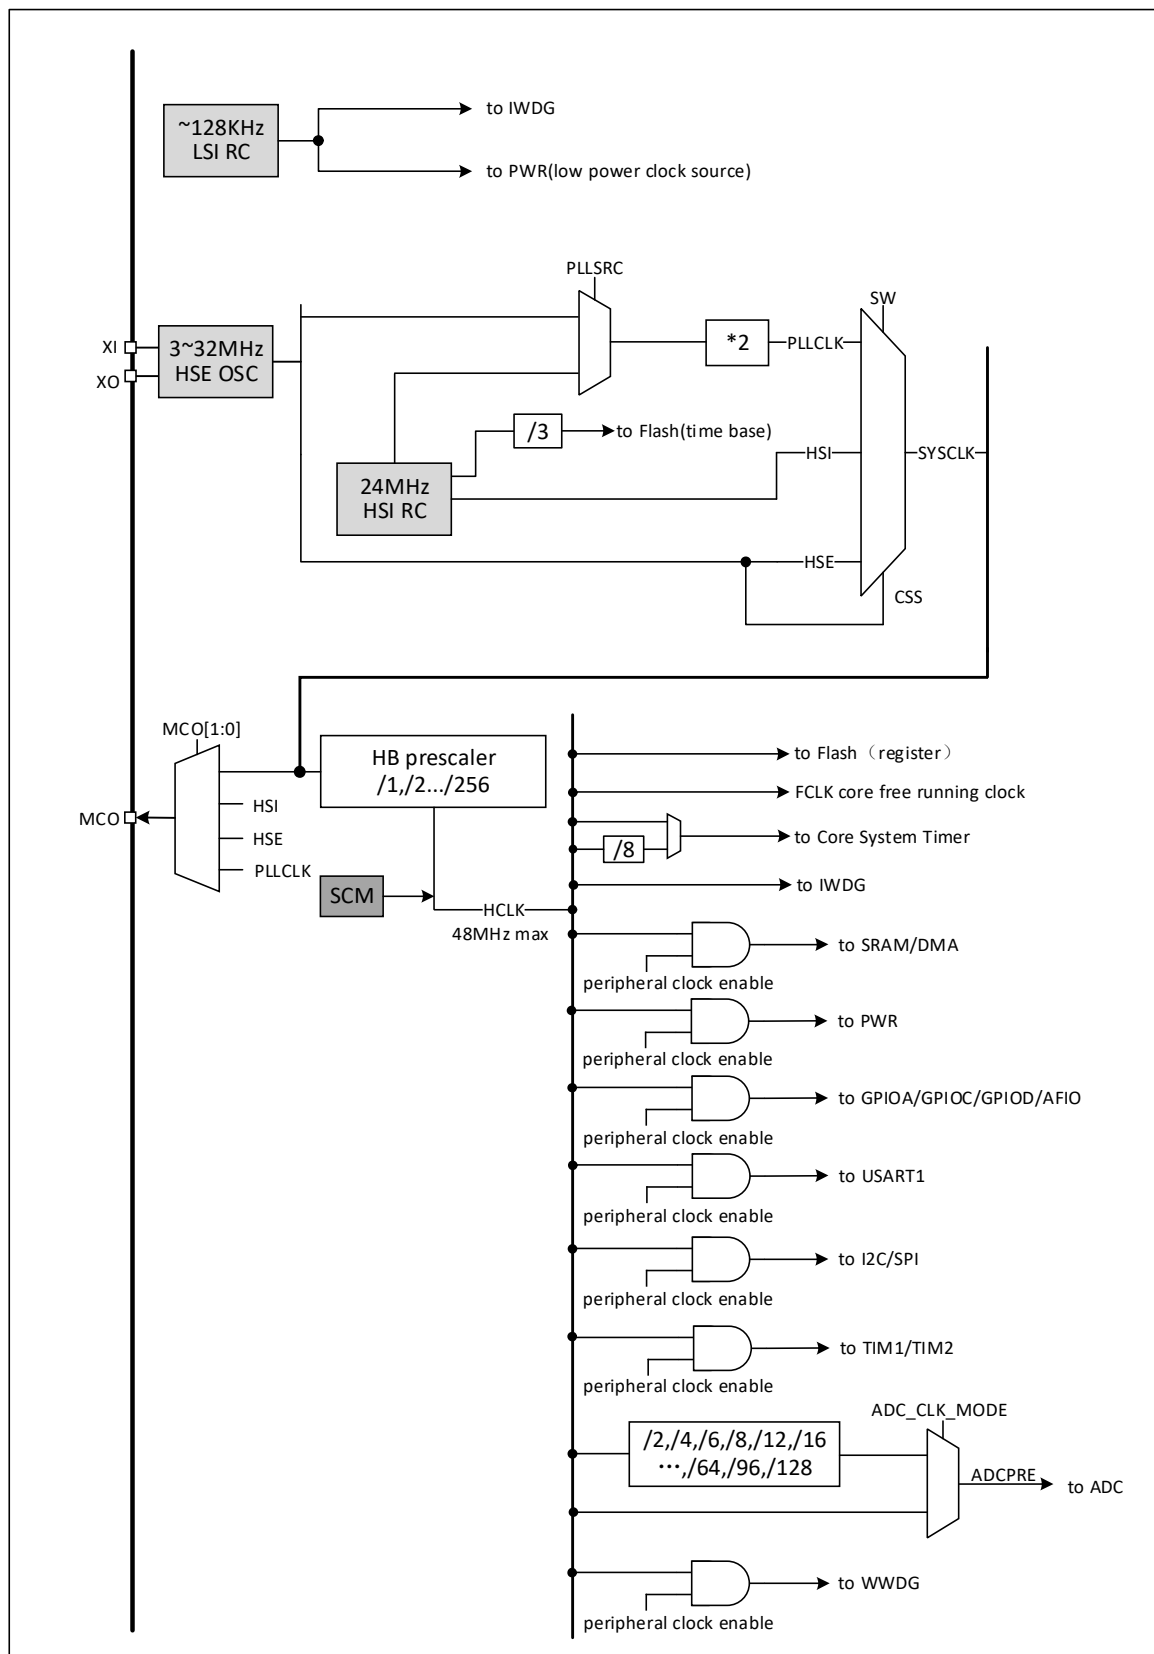 to IWDG
~128KHz
LSI RC
to PWR(low power clock source)
PLLSRC
SW
XI
3~32MHz
HSE OSC
*2
PLLCLK
XO
/3
to Flash(time base)
HSI
SYSCLK
24MHz
HSI RC
HSE
CSS
MCO[1:0]
HB prescaler
/1,/2.../256
to Flash（register）
HSI
FCLK core free running clock
MCO
HSE
/8
to Core System Timer
PLLCLK
to IWDG
SCM
HCLK
48MHz max
to SRAM/DMA
peripheral clock enable
to PWR
peripheral clock enable
to GPIOA/GPIOC/GPIOD/AFIO
peripheral clock enable
to USART1
peripheral clock enable
to I2C/SPI
peripheral clock enable
to TIM1/TIM2
peripheral clock enable
ADC_CLK_MODE
/2,/4,/6,/8,/12,/16
…,/64,/96,/128
ADCPRE
to ADC
to WWDG
peripheral clock enable